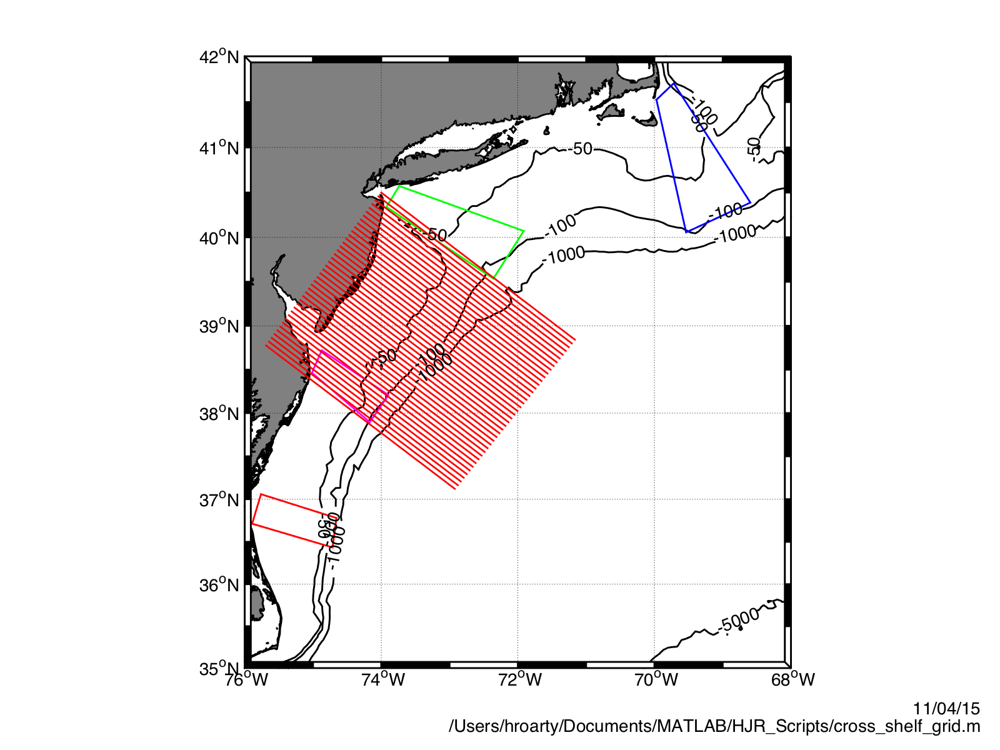 42°N
41°N
40°N
39°N
38°N
37°N
36°N
35°N
76°W
74°W
72°W
70°W
68°W
-100
-50
-50
-50
-100
-100
-1000
-50
-1000
-50
-100
-1000
-50
-1000
-5000
11/04/15
/Users/hroarty/Documents/MATLAB/HJR_Scripts/cross_shelf_grid.m